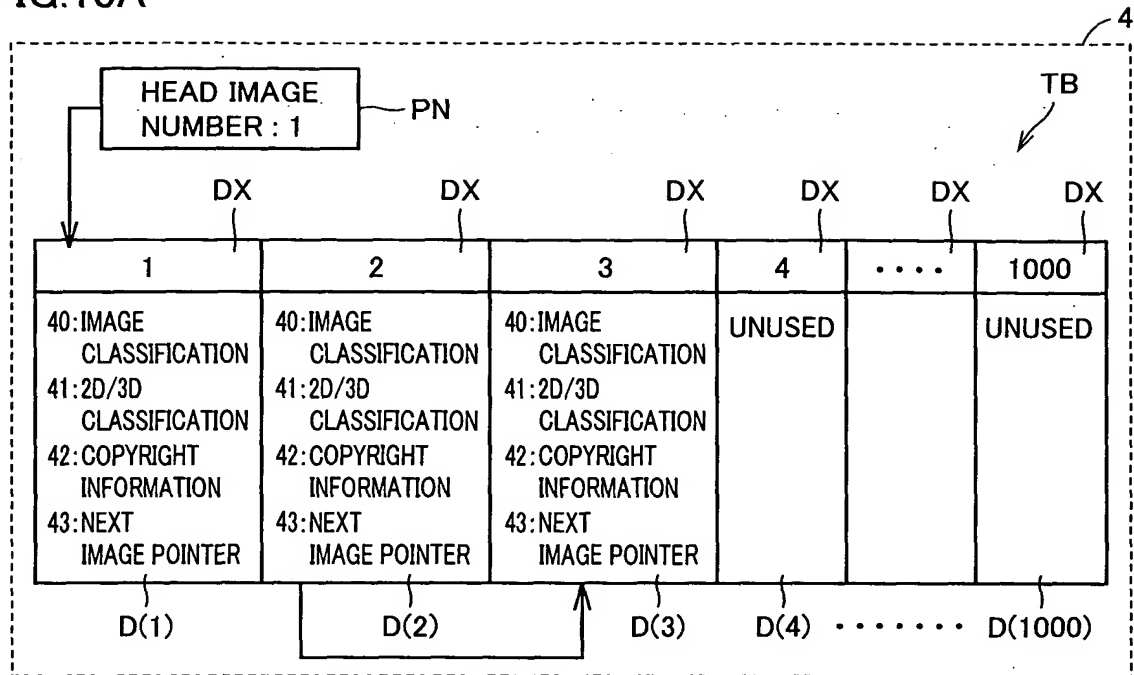 FIG.10A
4
HEAD IMAGE
NUMBER : 1
PN
TB
DX DX DX DX DX DX
1 2 3 4 ···· 1000
40:IMAGE
CLASSIFICATION
41:2D/3D
CLASSIFICATION
42:COPYRIGHT
INFORMATION
43:NEXT
IMAGE POINTER
40:IMAGE
CLASSIFICATION
41:2D/3D
CLASSIFICATION
42:COPYRIGHT
INFORMATION
43:NEXT
IMAGE POINTER
40:IMAGE
CLASSIFICATION
41:2D/3D
CLASSIFICATION
42:COPYRIGHT
INFORMATION
43:NEXT
IMAGE POINTER
UNUSED
UNUSED
D(1) D(2) D(3) D(4) ······· D(1000)